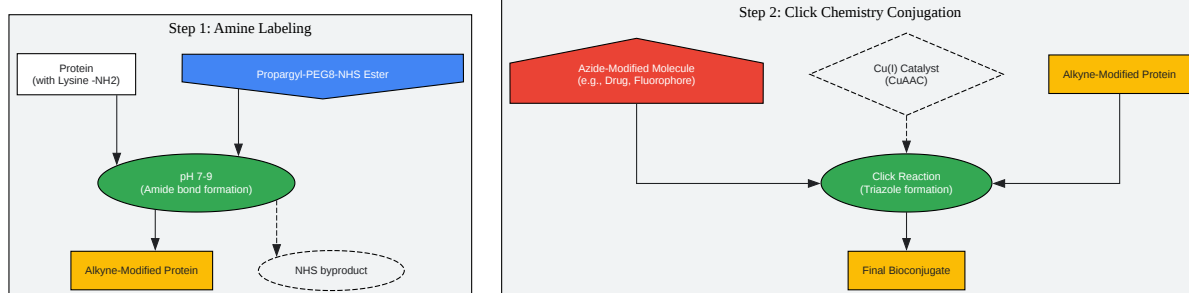 Step 1: Amine Labeling
Protein
(with Lysine -NH2)
Propargyl-PEG8-NHS Ester
pH 7-9
(Amide bond formation)
Alkyne-Modified Protein
NHS byproduct
Step 2: Click Chemistry Conjugation
Azide-Modified Molecule
(e.g., Drug, Fluorophore)
Cu(I) Catalyst
(CuAAC)
Alkyne-Modified Protein
Click Reaction
(Triazole formation)
Final Bioconjugate